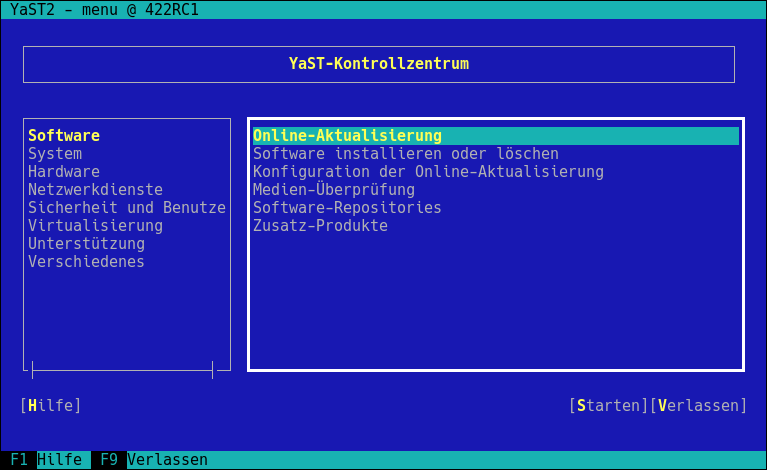 YaST2 - menu @ 422RC1
YaST-Kontrollzentrum
Software
System
Hardware
Netzwerkdienste
Sicherheit und Benutze
Virtualisierung
Unterstützung
Verschiedenes
Online-Aktualisierung
Software installieren oder löschen
Konfiguration der Online-Aktualisierung
Medien-Überprüfung
Software-Repositories
Zusatz-Produkte
[Hilfe] [Starten][Verlassen]
F1 Hilfe F9 Verlassen